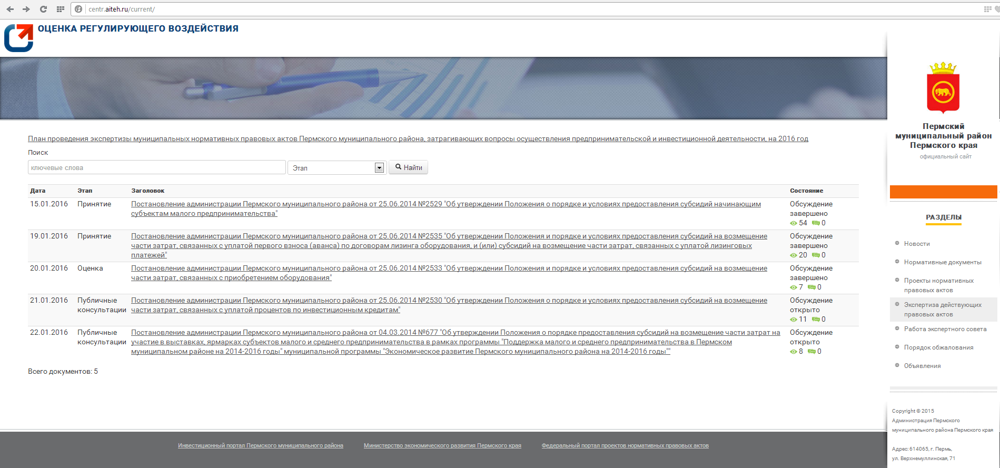 centr.aiteh.ru/current/
ОЦЕНКА РЕГУЛИРУЮЩЕГО ВОЗДЕЙСТВИЯ
План проведения экспертизы муниципальных нормативных правовых актов Пермского муниципального района, затрагивающих вопросы осуществления предпринимательской и инвестиционной деятельности, на 2016 год
Поиск
ключевые слова
Этап
Найти
Дата Этап Заголовок Состояние
15.01.2016 Принятие Постановление администрации Пермского муниципального района от 25.06.2014 №2529 "Об утверждении Положения о порядке и условиях предоставления субсидий начинающим Обсуждение
субъектам малого предпринимательства" завершено
54 0
19.01.2016 Принятие Постановление администрации Пермского муниципального района от 25.06.2014 №2535 "Об утверждении Положения и порядке и условиях предоставления субсидий на возмещение Обсуждение
части затрат, связанных с уплатой первого взноса (аванса) по договорам лизинга оборудования, и (или) субсидий на возмещение части затрат, связанных с уплатой лизинговых завершено
платежей" 20 0
20.01.2016 Оценка Постановление администрации Пермского муниципального района от 25.06.2014 №2533 "Об утверждении Положения и порядке и условиях предоставления субсидий на возмещение Обсуждение
части затрат, связанных с приобретением оборудования" завершено
7 0
21.01.2016 Публичные Постановление администрации Пермского муниципального района от 25.06.2014 №2530 "Об утверждении Положения о порядке и условиях предоставления субсидий на возмещение Обсуждение
консультации части затрат, связанных с уплатой процентов по инвестиционным кредитам" открыто
11 0
22.01.2016 Публичные Постановление администрации Пермского муниципального района от 04.03.2014 №677 "Об утверждении Положения о порядке предоставления субсидий на возмещение части затрат на Обсуждение
консультации участие в выставках, ярмарках субъектов малого и среднего предпринимательства в рамках программы "Поддержка малого и среднего предпринимательства в Пермском открыто
муниципальном районе на 2014-2016 годы" муниципальной программы "Экономическое развитие Пермского муниципального района на 2014-2016 годы"" 8 0
Всего документов: 5
Пермский
муниципальный район
Пермского края
официальный сайт
РАЗДЕЛЫ
Новости
Нормативные документы
Проекты нормативных
правовых актов
Экспертиза действующих
правовых актов
Работа экспертного совета
Порядок обжалования
Объявления
Copyright © 2015
Администрация Пермского
муниципального района Пермского края
Адрес: 614065, г. Пермь,
ул. Верхнемуллинская, 71
Инвестиционный портал Пермского муниципального района
Министерство экономического развития Пермского края
Федеральный портал проектов нормативных правовых актов